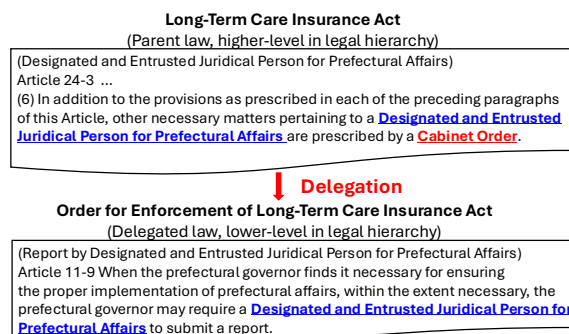 Long-Term Care Insurance Act
(Parent law, higher-level in legal hierarchy)
(Designated and Entrusted Juridical Person for Prefectural Affairs)
Article 24-3 ...
(6) In addition to the provisions as prescribed in each of the preceding paragraphs
of this Article, other necessary matters pertaining to a Designated and Entrusted
Juridical Person for Prefectural Affairs are prescribed by a Cabinet Order.
Delegation
Order for Enforcement of Long-Term Care Insurance Act
(Delegated law, lower-level in legal hierarchy)
(Report by Designated and Entrusted Juridical Person for Prefectural Affairs)
Article 11-9 When the prefectural governor finds it necessary for ensuring
the proper implementation of prefectural affairs, within the extent necessary, the
prefectural governor may require a Designated and Entrusted Juridical Person for
Prefectural Affairs to submit a report.